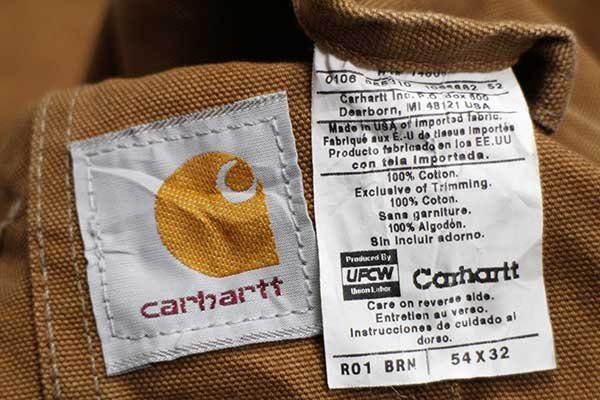 carhartt
0106
52
Carhartt Inc. P.O. Box 600
Dearborn, MI 48121 USA
Made in USA of imported fabric.
Fabriqué aux É.-U de tissus importés
Producto fabricado en los EE.UU
con tela importada.
100% Cotton.
Exclusive of Trimming.
100% Coton.
Sans garniture.
100% Algodón.
Sin incluir adorno.
Produced By
UFCW
Union Labor
Carhartt
Care on reverse side.
Entretien au verso.
Instrucciones de cuidado al
dorso.
R01 BRN
54 X 32